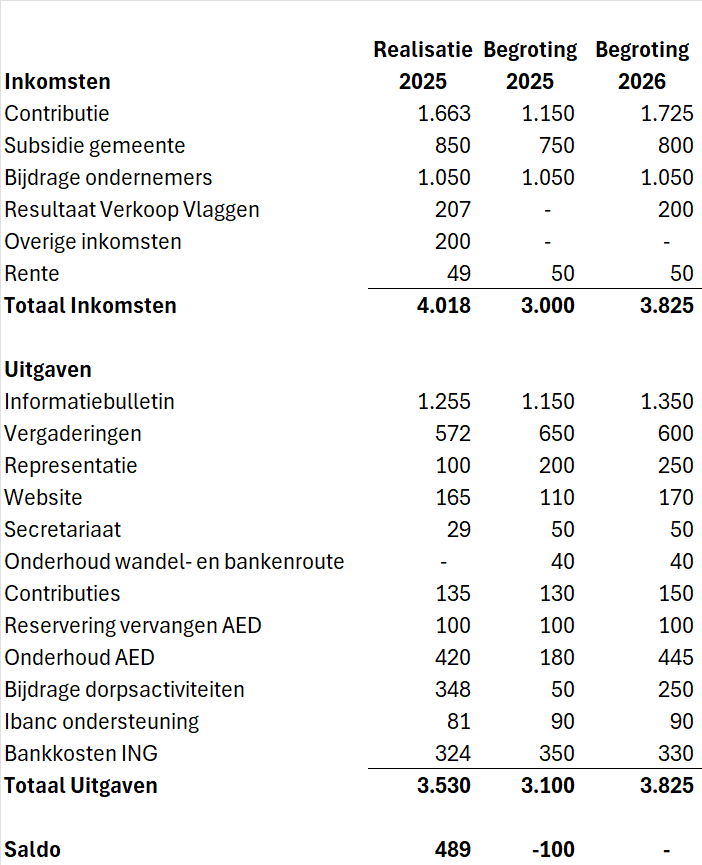 Realisatie Begroting Begroting
Inkomsten 2025 2025 2026
Contributie 1.663 1.150 1.725
Subsidie gemeente 850 750 800
Bijdrage ondernemers 1.050 1.050 1.050
Resultaat Verkoop Vlaggen 207 - 200
Overige inkomsten 200 - -
Rente 49 50 50
Totaal Inkomsten 4.018 3.000 3.825
Uitgaven
Informatiebulletin 1.255 1.150 1.350
Vergaderingen 572 650 600
Representatie 100 200 250
Website 165 110 170
Secretariaat 29 50 50
Onderhoud wandel- en bankenroute - 40 40
Contributies 135 130 150
Reservering vervangen AED 100 100 100
Onderhoud AED 420 180 445
Bijdrage dorpsactiviteiten 348 50 250
Ibanc ondersteuning 81 90 90
Bankkosten ING 324 350 330
Totaal Uitgaven 3.530 3.100 3.825
Saldo 489 -100 -